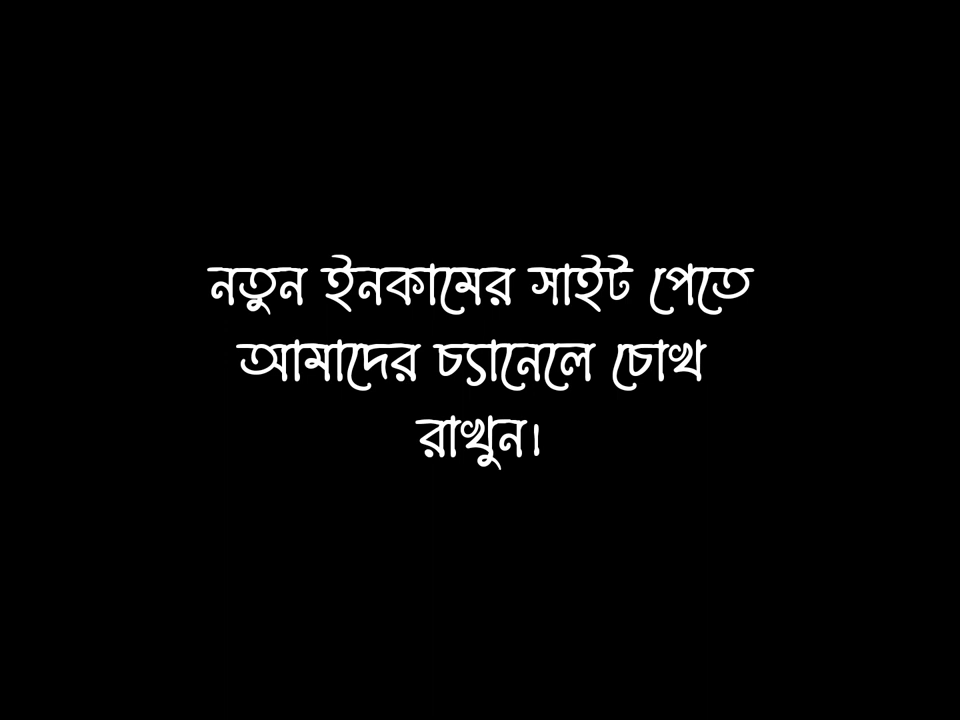 নতুন ইনকামের সাইট পেতে
আমাদের চ্যানেলে চোখ
রাখুন।